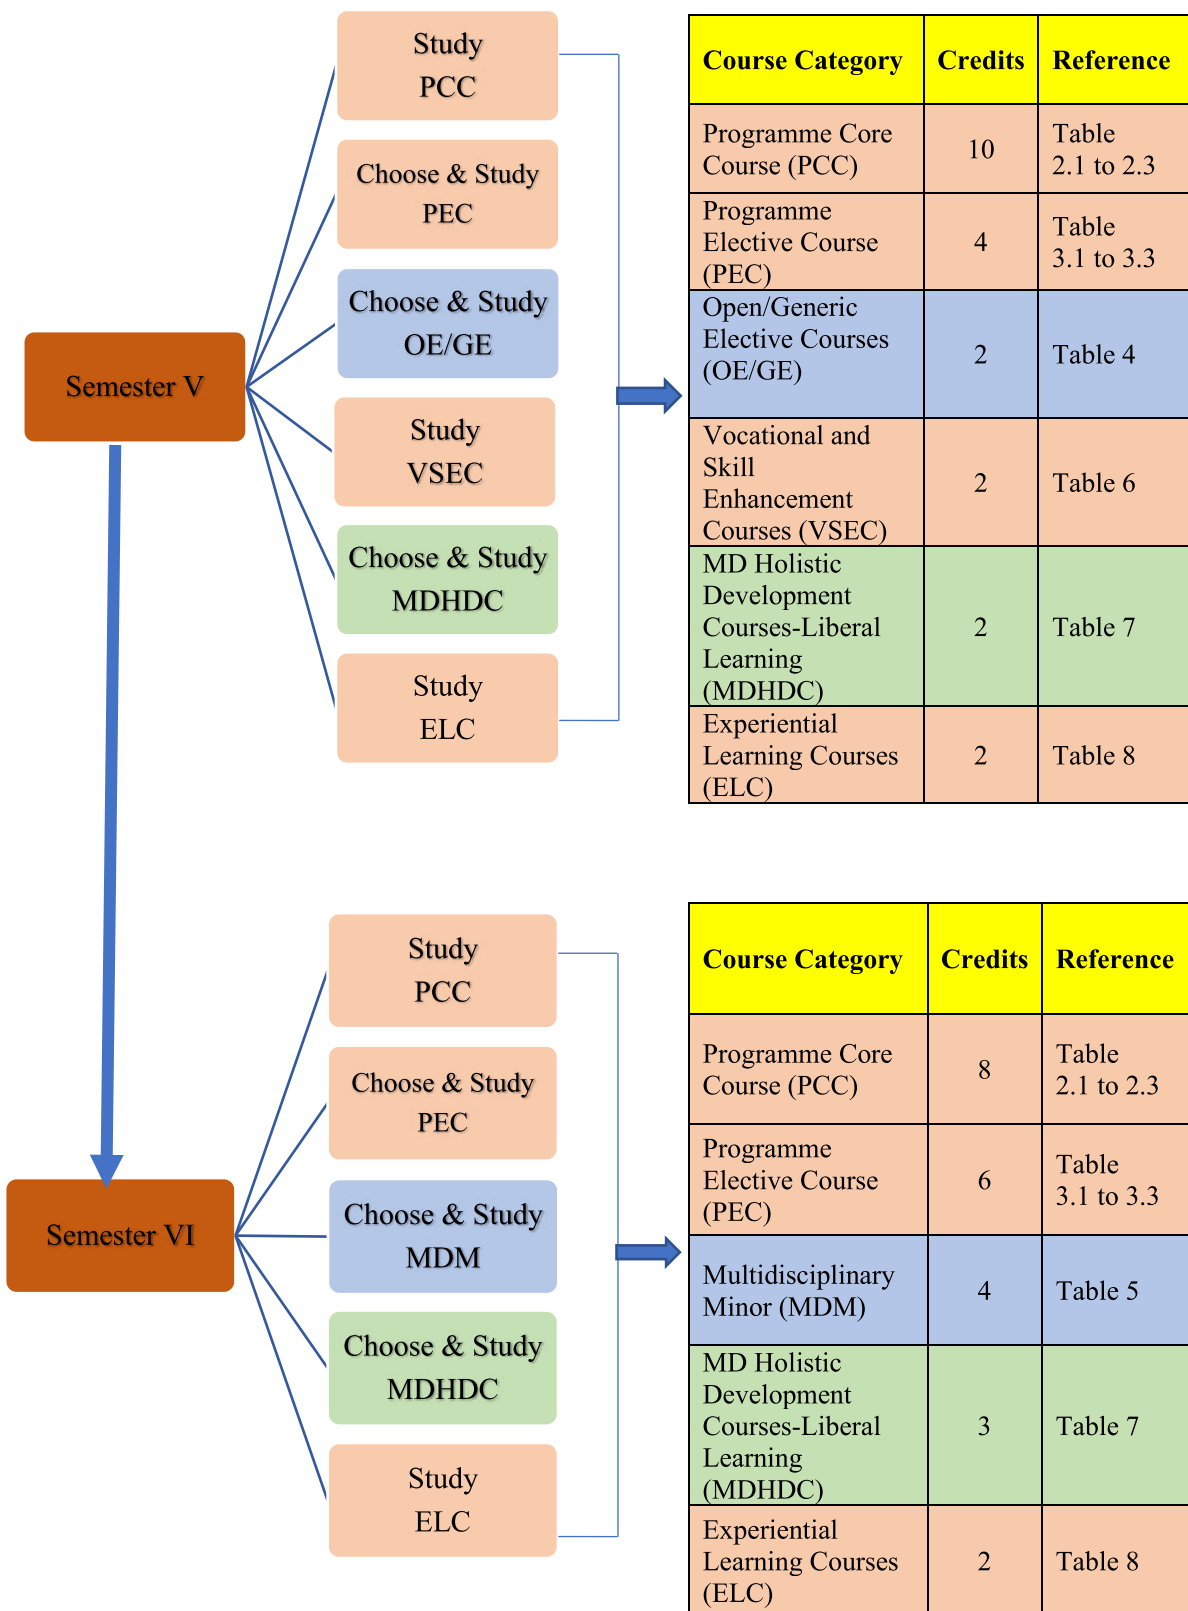 Study
PCC
Choose & Study
PEC
Choose & Study
OE/GE
Semester V
Study
VSEC
Choose & Study
MDHDC
Study
ELC
Course Category Credits Reference
Programme Core
Course (PCC)
10
Table
2.1 to 2.3
Programme
Elective Course
(PEC)
4
Table
3.1 to 3.3
Open/Generic
Elective Courses
(OE/GE)
2
Table 4
Vocational and
Skill
Enhancement
Courses (VSEC)
2
Table 6
MD Holistic
Development
Courses-Liberal
Learning
(MDHDC)
2
Table 7
Experiential
Learning Courses
(ELC)
2
Table 8
Study
PCC
Choose & Study
PEC
Semester VI
Choose & Study
MDM
Choose & Study
MDHDC
Study
ELC
Course Category Credits Reference
Programme Core
Course (PCC)
8
Table
2.1 to 2.3
Programme
Elective Course
(PEC)
6
Table
3.1 to 3.3
Multidisciplinary
Minor (MDM)
4
Table 5
MD Holistic
Development
Courses-Liberal
Learning
(MDHDC)
3
Table 7
Experiential
Learning Courses
(ELC)
2
Table 8